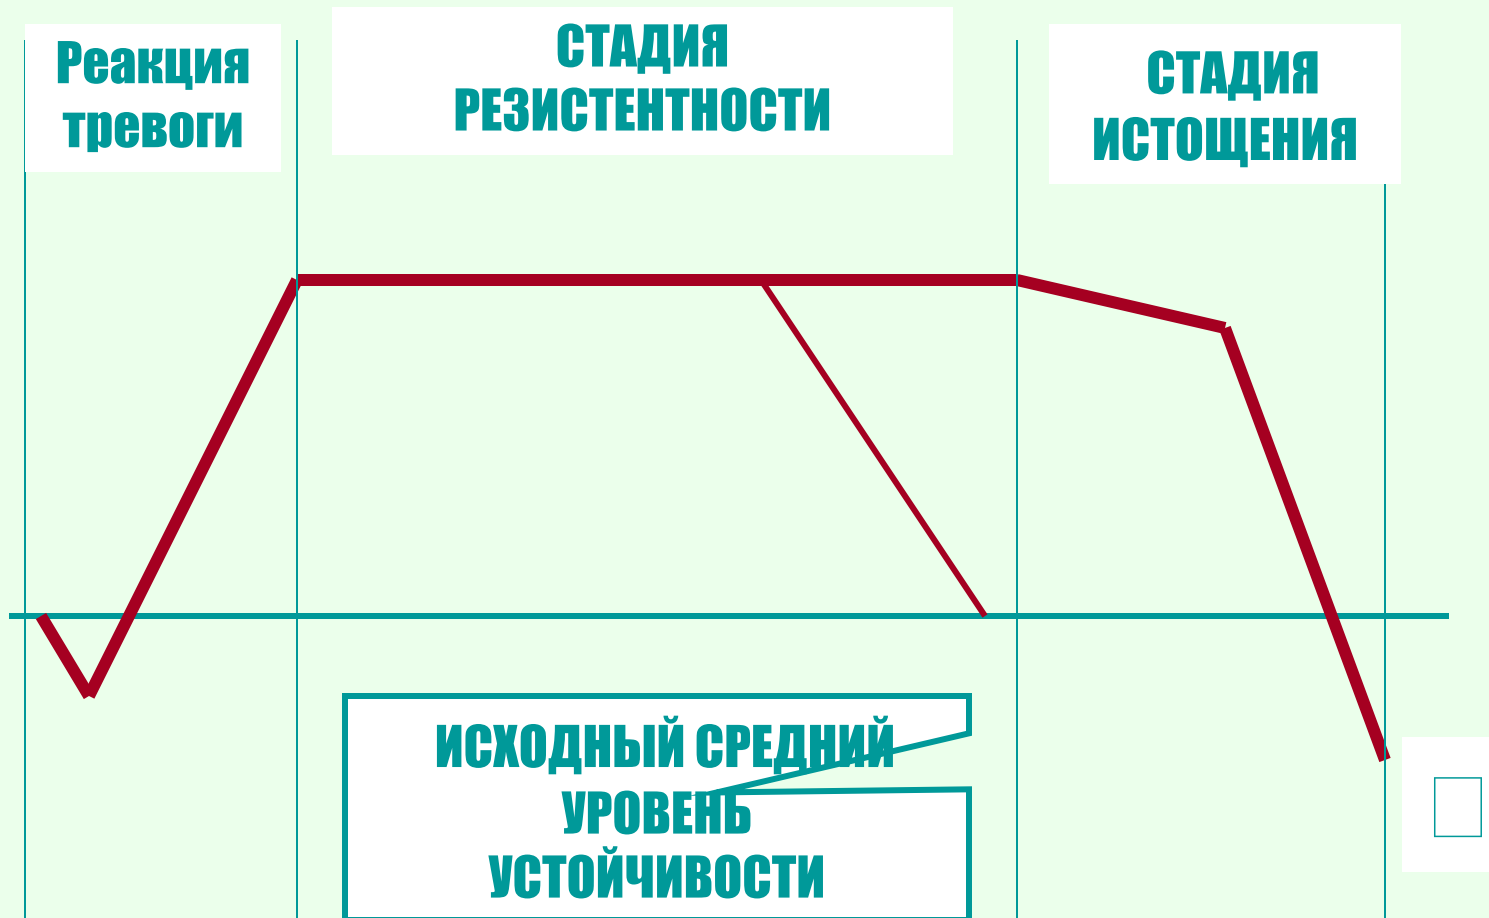 Реакция
тревоги
СТАДИЯ
РЕЗИСТЕНТНОСТИ
СТАДИЯ
ИСТОЩЕНИЯ
ИСХОДНЫЙ СРЕДНИЙ
УРОВЕНЬ
УСТОЙЧИВОСТИ